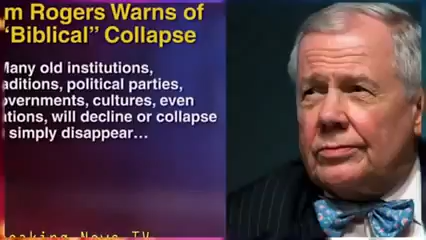 m Rogers Warns of
“Biblical” Collapse
Many old institutions,
aditions, political parties,
overnments, cultures, even
ations, will decline or collapse
simply disappear…
eaking News TV